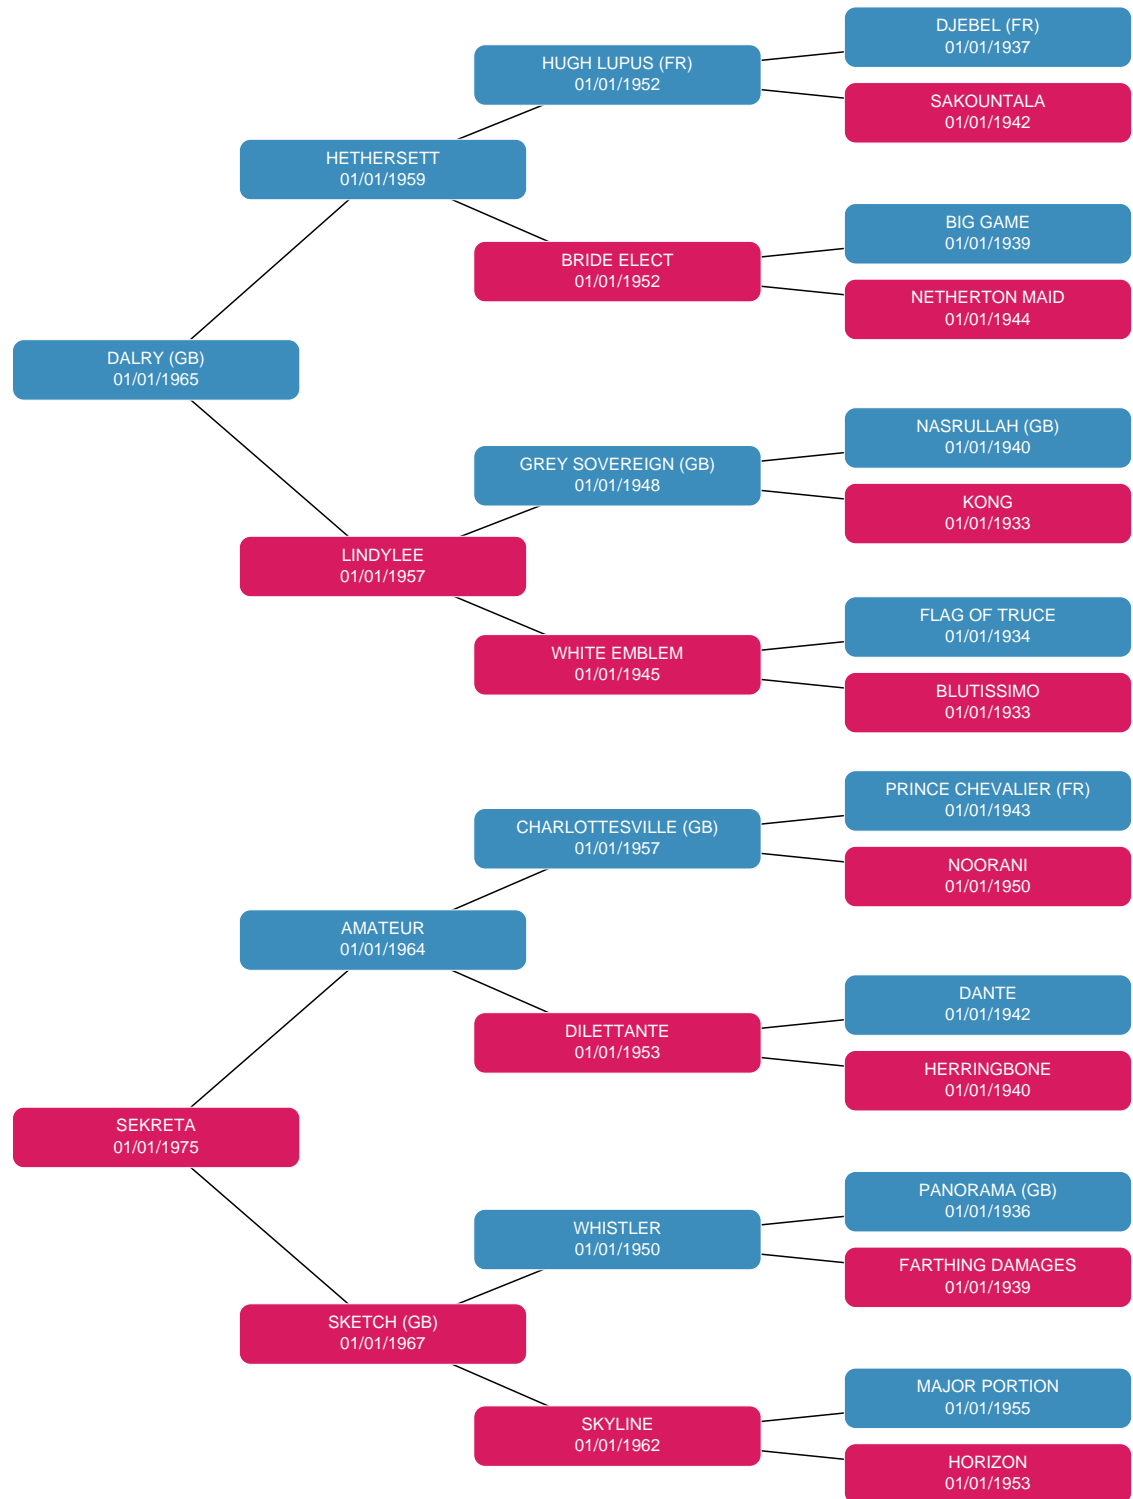 DJEBEL (FR)
01/01/1937
HUGH LUPUS (FR)
01/01/1952
SAKOUNTALA
01/01/1942
HETHERSETT
01/01/1959
BIG GAME
01/01/1939
BRIDE ELECT
01/01/1952
NETHERTON MAID
01/01/1944
DALRY (GB)
01/01/1965
NASRULLAH (GB)
01/01/1940
GREY SOVEREIGN (GB)
01/01/1948
KONG
01/01/1933
LINDYLEE
01/01/1957
FLAG OF TRUCE
01/01/1934
WHITE EMBLEM
01/01/1945
BLUTISSIMO
01/01/1933
PRINCE CHEVALIER (FR)
01/01/1943
CHARLOTTESVILLE (GB)
01/01/1957
NOORANI
01/01/1950
AMATEUR
01/01/1964
DANTE
01/01/1942
DILETTANTE
01/01/1953
HERRINGBONE
01/01/1940
SEKRETA
01/01/1975
PANORAMA (GB)
01/01/1936
WHISTLER
01/01/1950
FARTHING DAMAGES
01/01/1939
SKETCH (GB)
01/01/1967
MAJOR PORTION
01/01/1955
SKYLINE
01/01/1962
HORIZON
01/01/1953